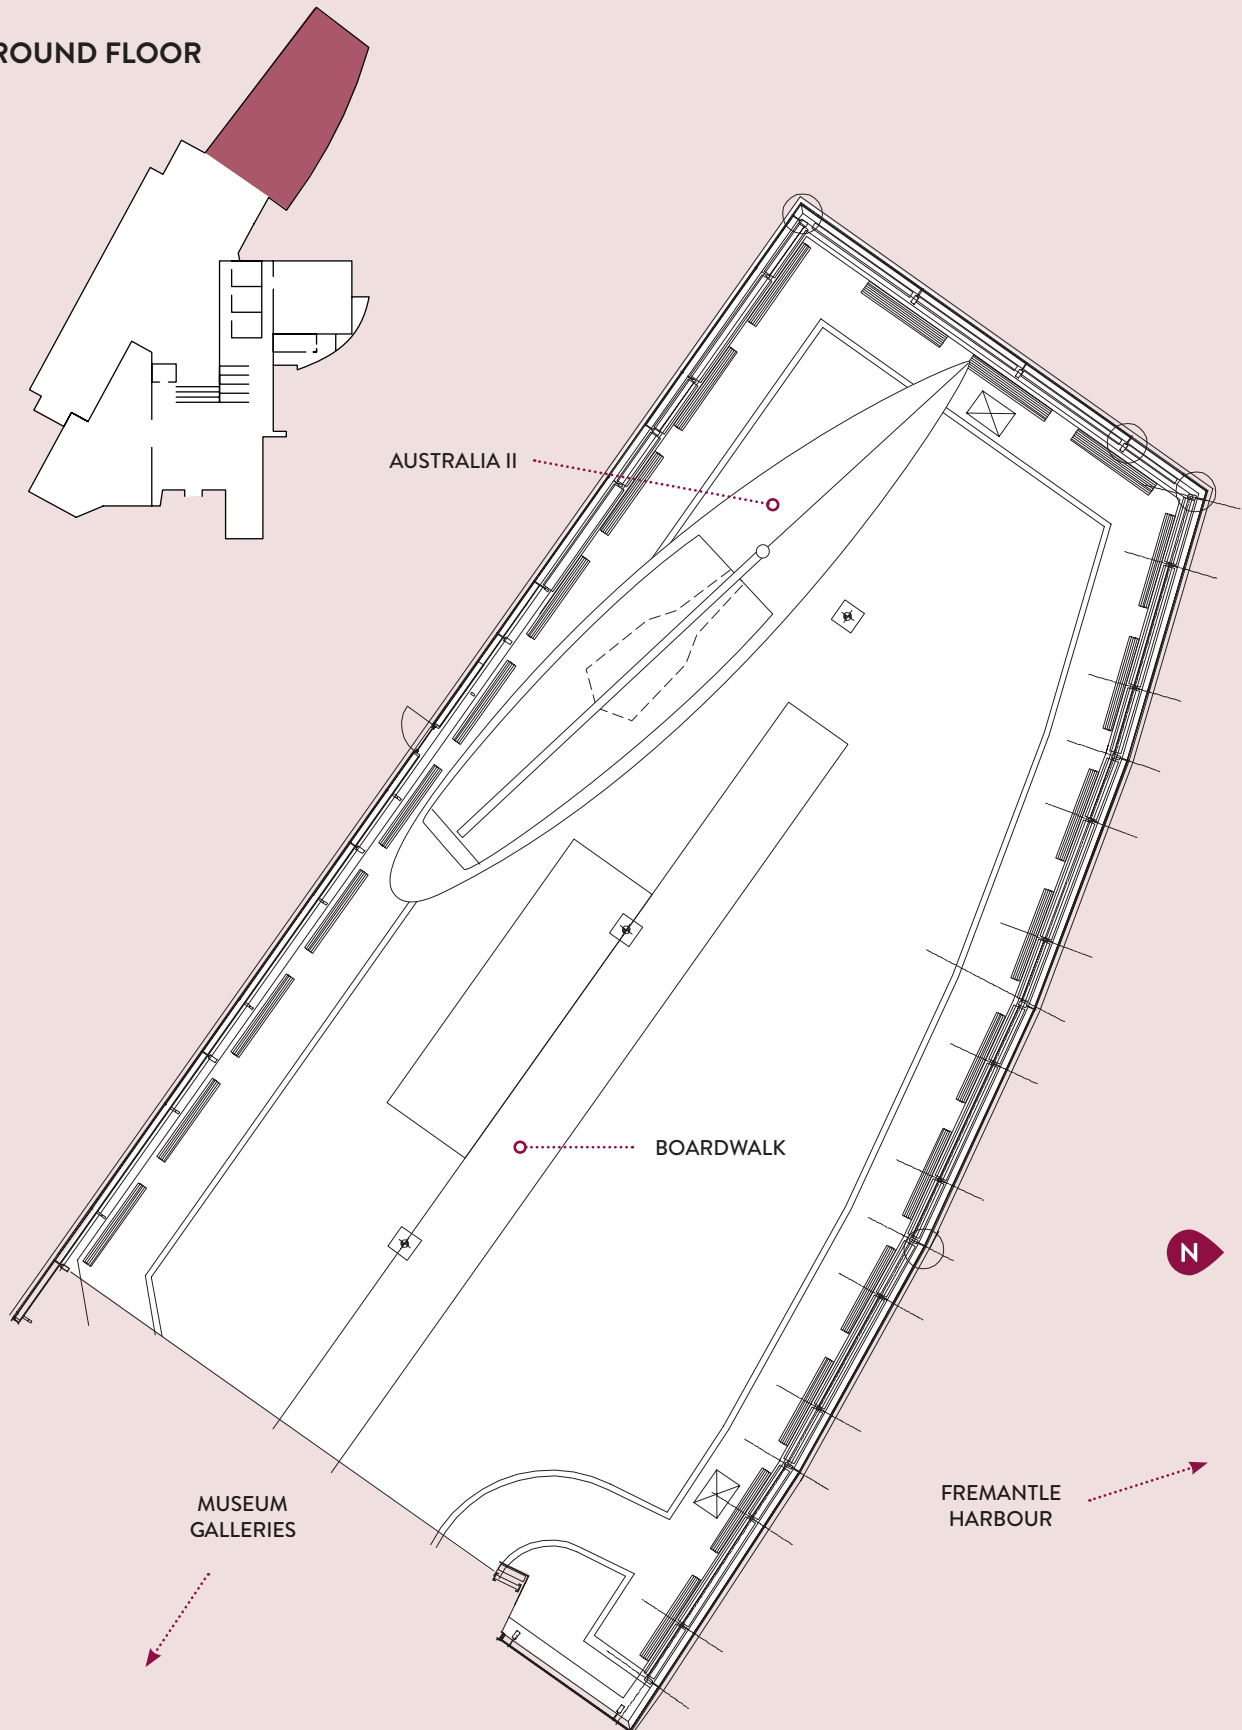 ROUND FLOOR
AUSTRALIA II
BOARDWALK
N
MUSEUM
GALLERIES
FREMANTLE
HARBOUR